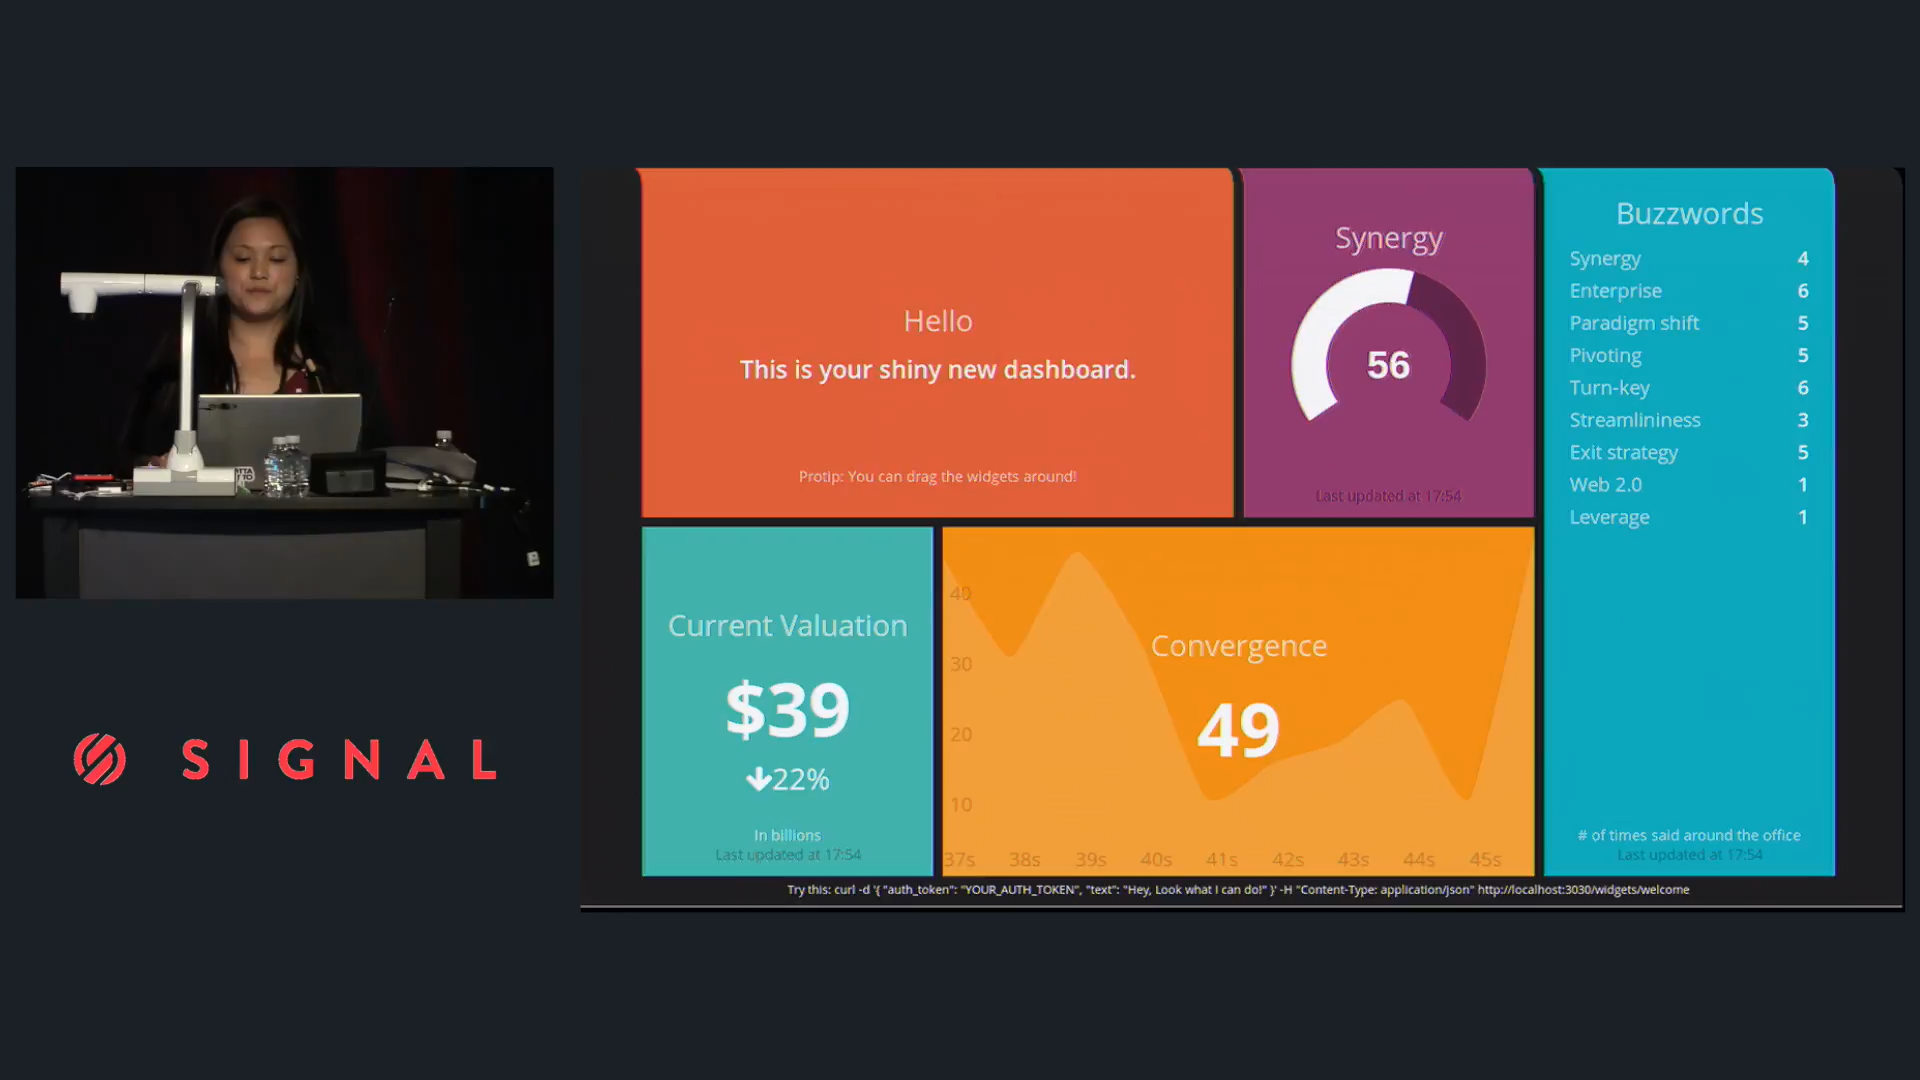 Hello
This is your shiny new dashboard.
Protip: You can drag the widgets around!
Synergy
56
Last updated at 17:54
Buzzwords
Synergy 4
Enterprise 6
Paradigm shift 5
Pivoting 5
Turn-key 6
Streamlininess 3
Exit strategy 5
Web 2.0 1
Leverage 1
# of times said around the office
Last updated at 17:54
Current Valuation
$39
22%
In billions
Last updated at 17:54
Convergence
49
40
30
20
10
37s 38s 39s 40s 41s 42s 43s 44s 45s
Try this: curl -d '{ "auth_token": "YOUR_AUTH_TOKEN", "text": "Hey, Look what I can do!" }' -H "Content-Type: application/json" http://localhost:3030/widgets/welcome
SIGNAL